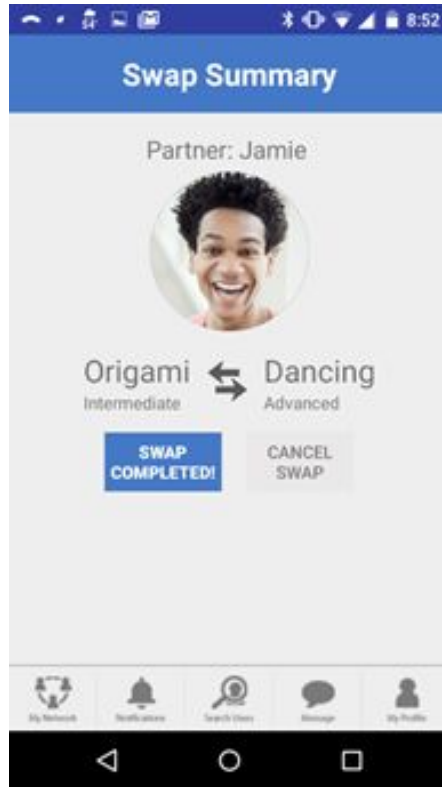 8:52
Swap Summary
Partner: Jamie
Origami Dancing
Intermediate Advanced
SWAP COMPLETED!
CANCEL SWAP
My Network Notifications Search Users Message My Profile